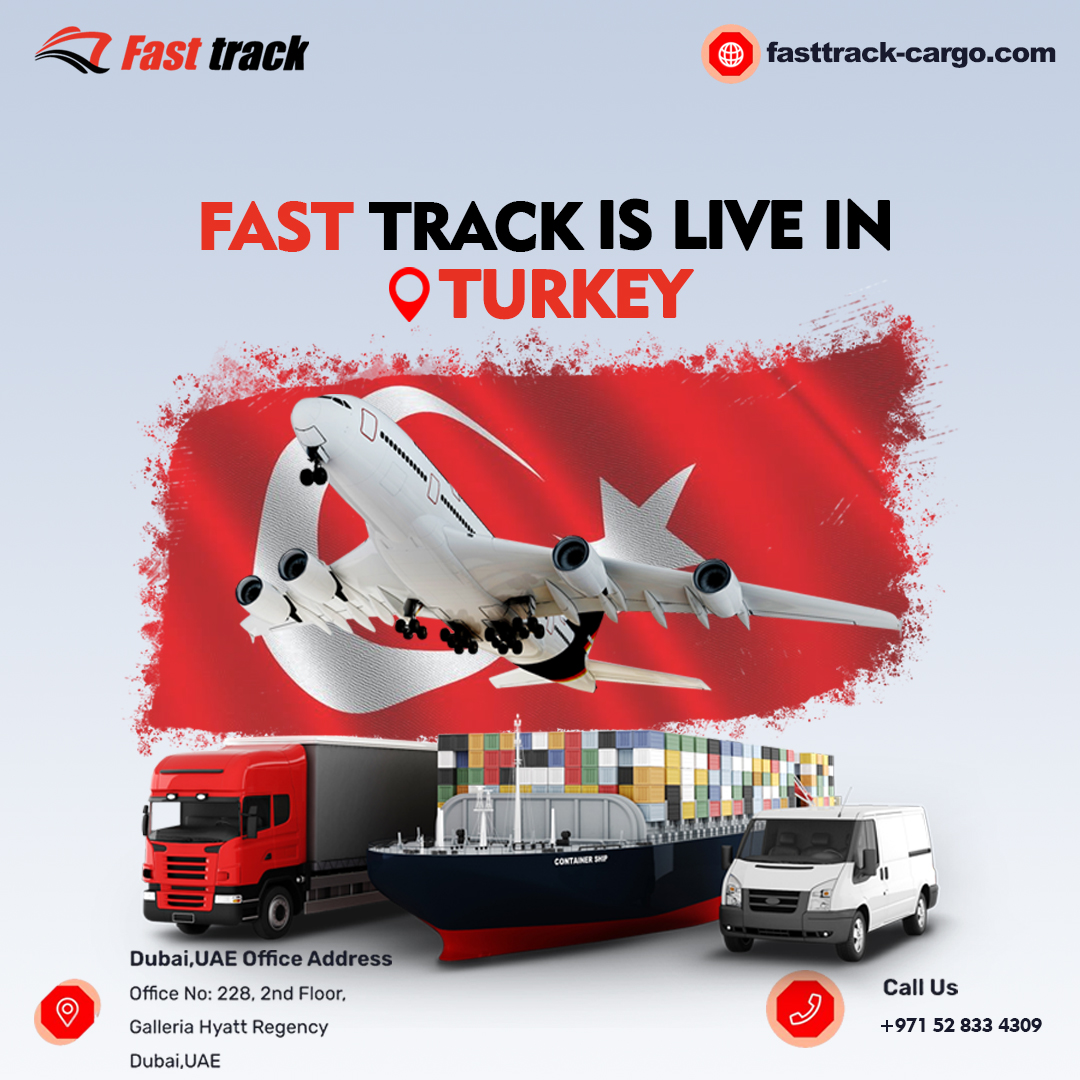 Fast track
fasttrack-cargo.com
FAST TRACK IS LIVE IN
TURKEY
CONTAINER SHIP
Dubai,UAE Office Address
Office No: 228, 2nd Floor,
Galleria Hyatt Regency
Dubai,UAE
Call Us
+971 52 833 4309